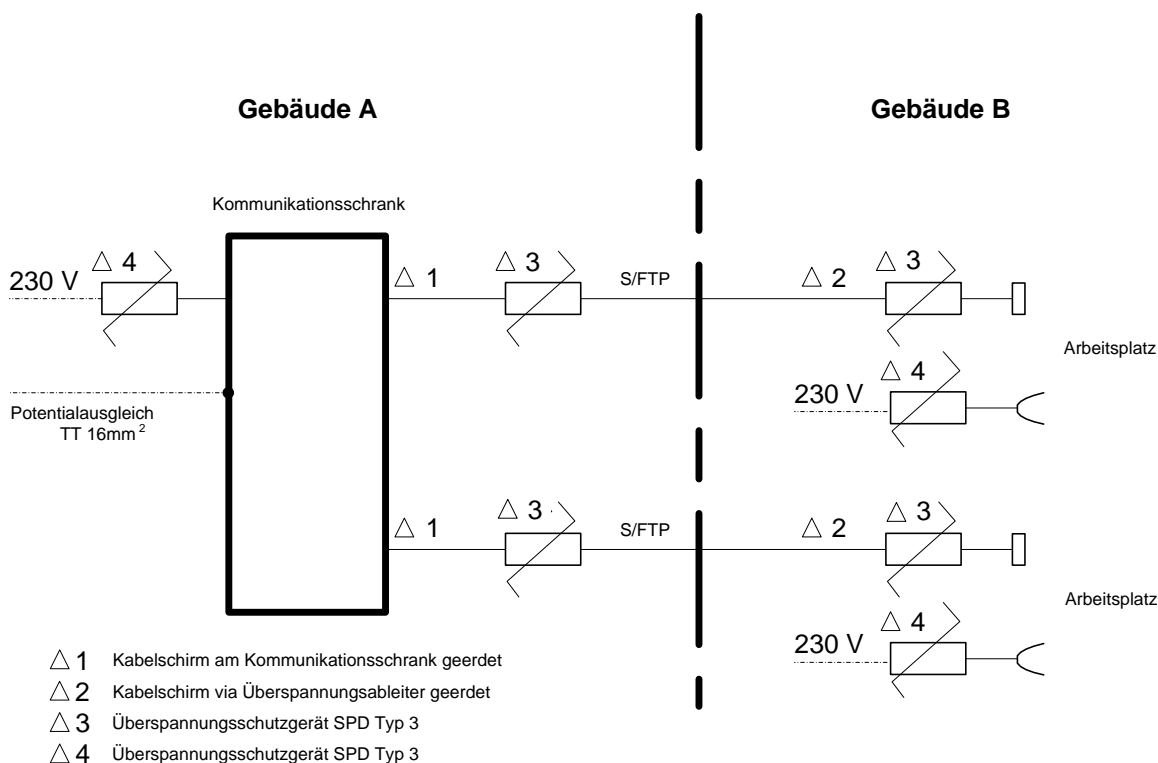 Gebäude A
Gebäude B
Kommunikationsschrank
△ 4
230 V
△ 1
△ 3
S/FTP
△ 2
△ 3
Arbeitsplatz
△ 4
230 V
Potentialausgleich
TT 16mm²
△ 1
△ 3
S/FTP
△ 2
△ 3
Arbeitsplatz
△ 4
230 V
△ 1 Kabelschirm am Kommunikationsschrank geerdet
△ 2 Kabelschirm via Überspannungsableiter geerdet
△ 3 Überspannungsschutzgerät SPD Typ 3
△ 4 Überspannungsschutzgerät SPD Typ 3